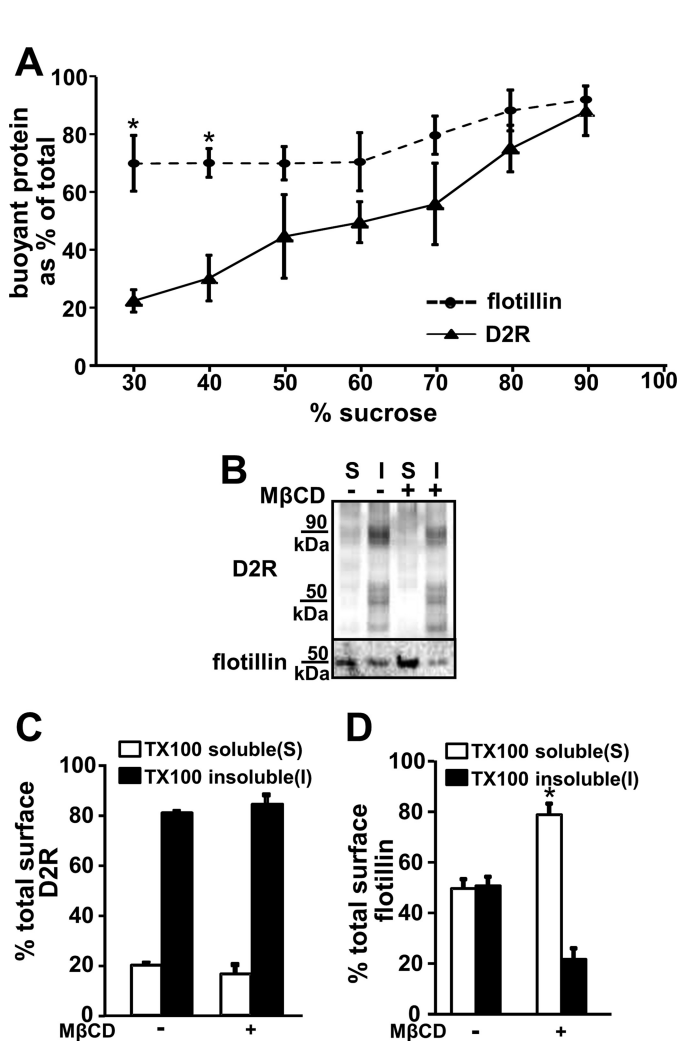 A
100
80
60
40
20
0
buoyant protein
as % of total
* *
flotillin
D2R
30 40 50 60 70 80 90 100
% sucrose
B
S I S I
MβCD - - + +
90
kDa
D2R
50
kDa
flotillin 50
kDa
C
TX100 soluble(S)
TX100 insoluble(I)
100
80
60
40
20
0
% total surface
D2R
MβCD - +
D
TX100 soluble(S)
TX100 insoluble(I)
*
100
80
60
40
20
0
% total surface
flotillin
MβCD - +